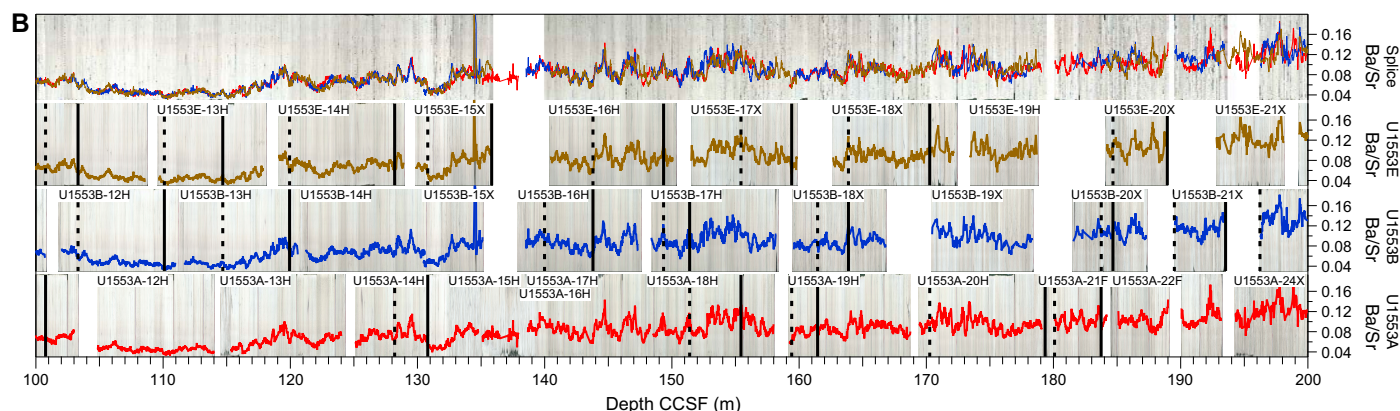 B
0.16
0.12
0.08
0.04
Splice
Ba/Sr
U1553E-13H U1553E-14H U1553E-15X U1553E-16H U1553E-17X U1553E-18X U1553E-19H U1553E-20X U1553E-21X
0.16
0.12
0.08
0.04
U1553E
Ba/Sr
U1553B-12H U1553B-13H U1553B-14H U1553B-15X U1553B-16H U1553B-17H U1553B-18X U1553B-19X U1553B-20X U1553B-21X
0.16
0.12
0.08
0.04
U1553B
Ba/Sr
U1553A-12H U1553A-13H U1553A-14H U1553A-15H U1553A-17H U1553A-18H U1553A-19H U1553A-20H U1553A-21F U1553A-22F U1553A-24X
U1553A-16H
0.16
0.12
0.08
0.04
U1553A
Ba/Sr
100 110 120 130 140 150 160 170 180 190 200
Depth CCSF (m)